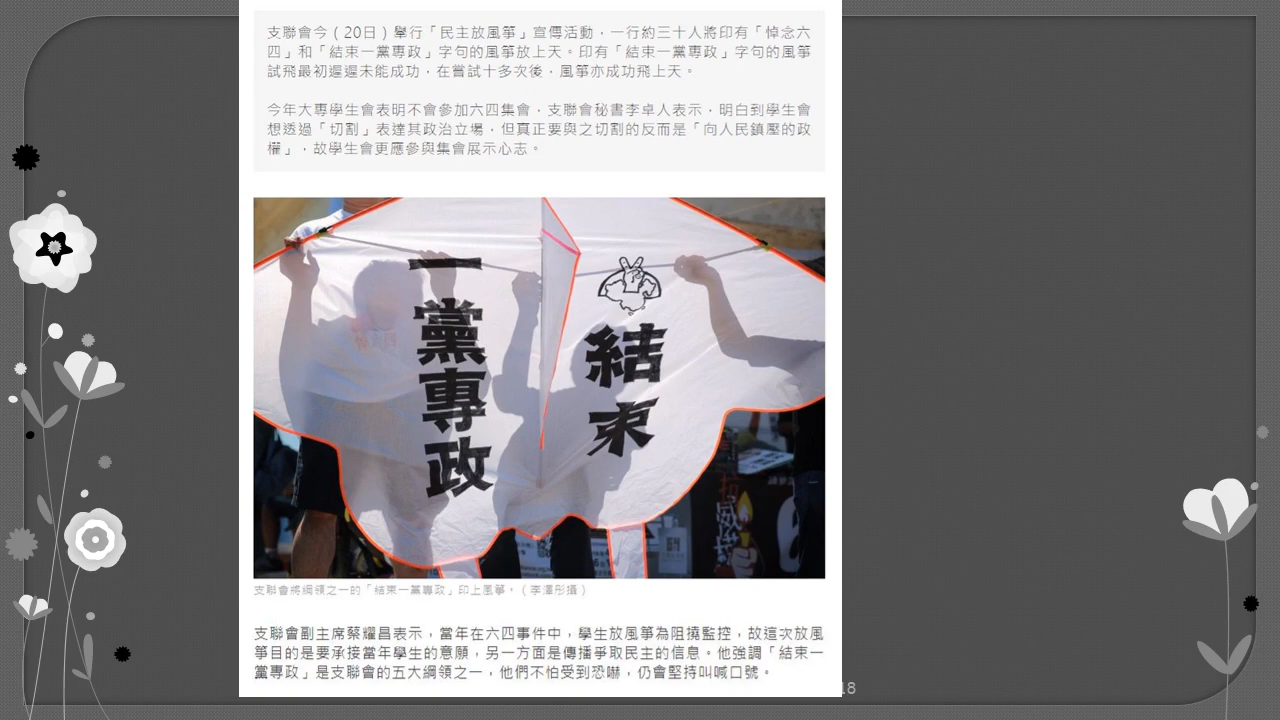 支聯會今（20日）舉行「民主放風箏」宣傳活動，一行約三十人將印有「悼念六
四」和「結束一黨專政」字句的風箏放上天。印有「結束一黨專政」字句的風箏
試飛最初遲遲未能成功，在嘗試十多次後，風箏亦成功飛上天。
今年大專學生會表明不會參加六四集會，支聯會秘書李卓人表示，明白到學生會
想透過「切割」表達其政治立場，但真正要與之切割的反而是「向人民鎮壓的政
權」，故學生會更應參與集會展示心志。
結束
一黨專政
支聯會將綱領之一的「結束一黨專政」印上風箏。（李澤彤攝）
支聯會副主席蔡耀昌表示，當年在六四事件中，學生放風箏為阻撓監控，故這次放風
箏目的是要承接當年學生的意願，另一方面是傳播爭取民主的信息。他強調「結束一
黨專政」是支聯會的五大綱領之一，他們不怕受到恐嚇，仍會堅持叫喊口號。
18